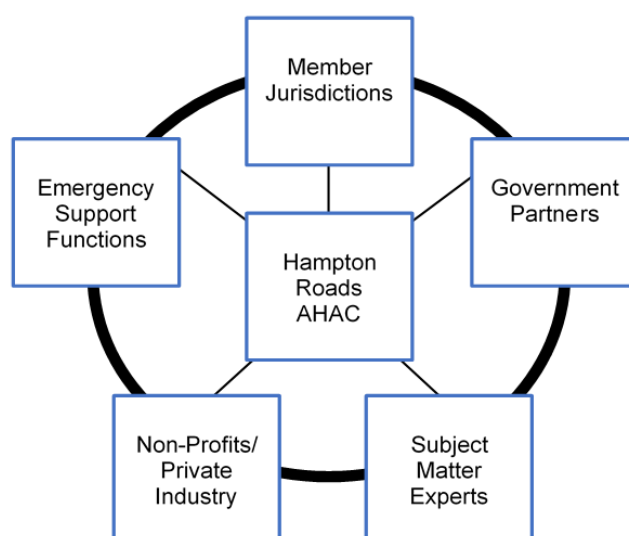 Member
Jurisdictions
Emergency
Support
Functions
Government
Partners
Hampton
Roads
AHAC
Non-Profits/
Private
Industry
Subject
Matter
Experts